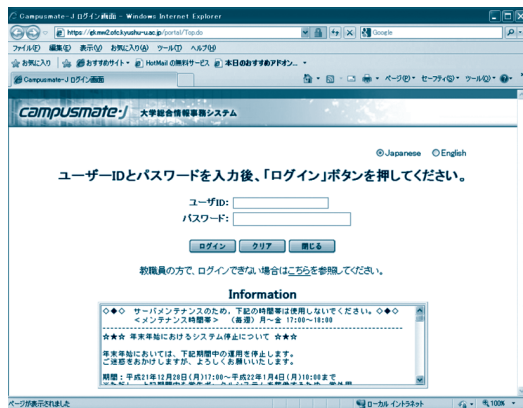 Campusmate-J ログイン画面 - Windows Internet Explorer
https://gkmw2.otc.kyushu-u.ac.jp/portal/Top.do
Google
ファイル(F) 編集(E) 表示(V) お気に入り(A) ツール(T) ヘルプ(H)
お気に入り おすすめサイト HotMail の無料サービス 本日のおすすめアドオン...
Campusmate-J ログイン画面
ページ(P) セーフティ(S) ツール(O)
campusmate-J 大学総合情報事務システム
Japanese English
ユーザーIDとパスワードを入力後、「ログイン」ボタンを押してください。
ユーザID:
パスワード:
ログイン クリア 閉じる
教職員の方で、ログインできない場合はこちらを参照してください。
Information
◇◆◇ サーバメンテナンスのため，下記の時間帯は使用しないでください。◇◆◇
＜メンテナンス時間帯＞ （毎週）月～金 17:00～18:00
☆★☆ 年末年始におけるシステム停止について ☆★☆
年末年始においては、下記期間中の運用を停止します。
ご迷惑をおかけしますが、よろしくお願いいたします。
期間：平成21年12月28日(月)17:00～平成22年1月4日(月)10:00まで
ページが表示されました
ローカル イントラネット
100%